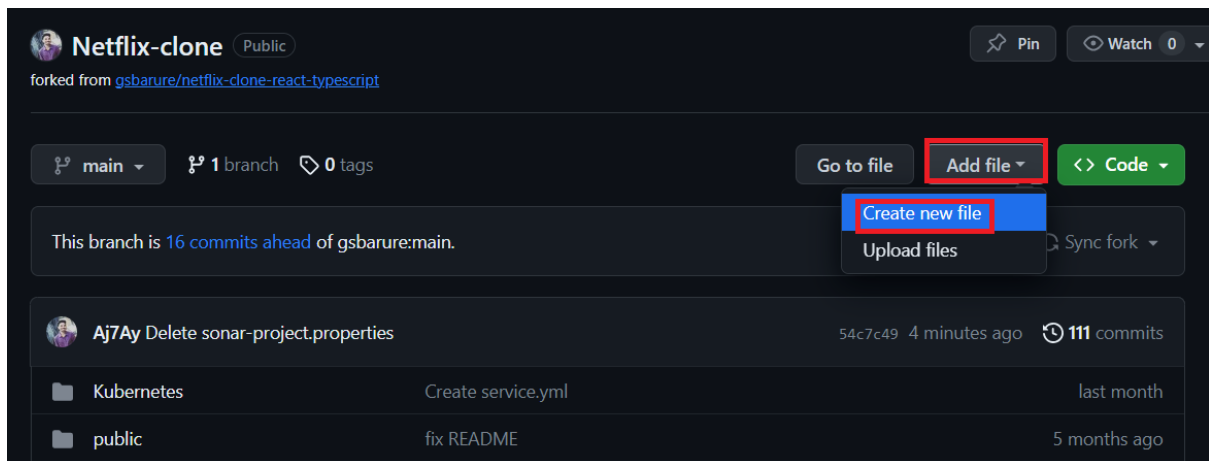 Netflix-clone Public Pin Watch 0
forked from gsbarure/netflix-clone-react-typescript
main 1 branch 0 tags Go to file Add file Code
Create new file
This branch is 16 commits ahead of gsbarure:main. Sync fork
Upload files
Aj7Ay Delete sonar-project.properties 54c7c49 4 minutes ago 111 commits
Kubernetes Create service.yml last month
public fix README 5 months ago